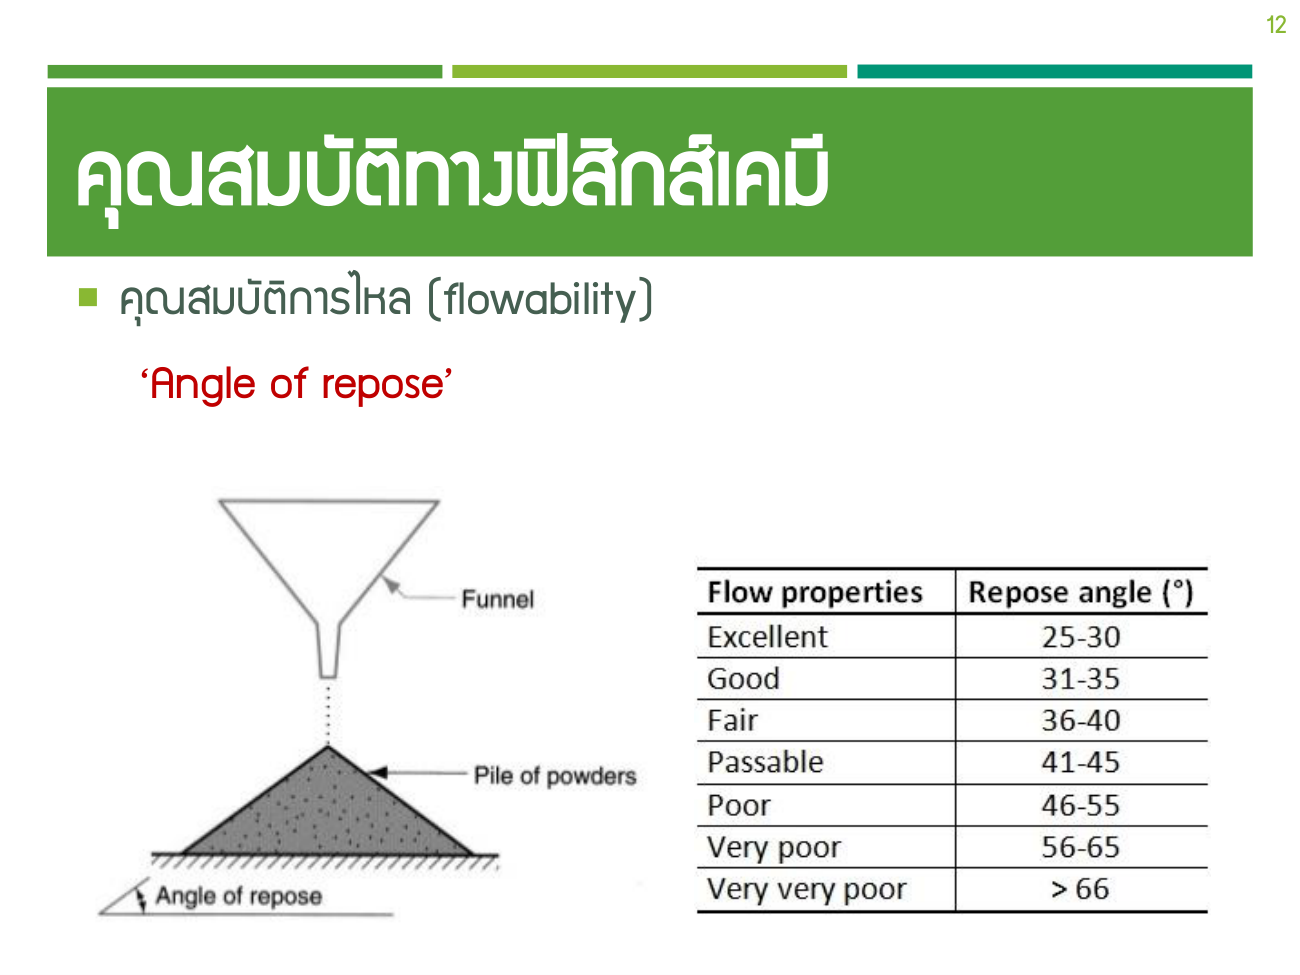 12
คุณสมบัติทางฟิสิกส์เคมี
คุณสมบัติการไหล (flowability)
‘Angle of repose’
Funnel
Pile of powders
Angle of repose
Flow properties Repose angle (°)
Excellent 25-30
Good 31-35
Fair 36-40
Passable 41-45
Poor 46-55
Very poor 56-65
Very very poor > 66